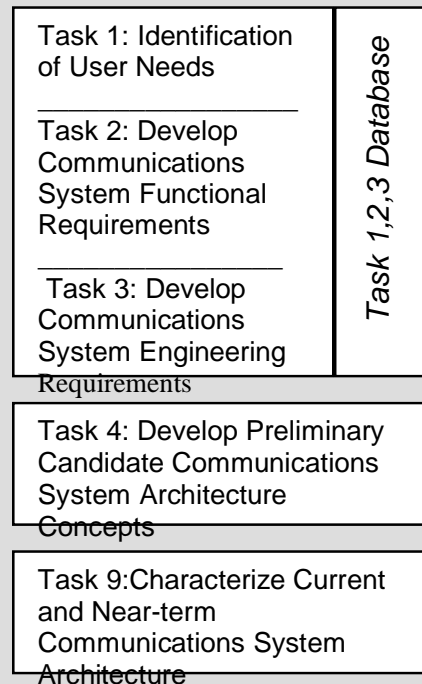 Task 1: Identification
of User Needs
_________________
Task 2: Develop
Communications
System Functional
Requirements
________________
Task 3: Develop
Communications
System Engineering
Requirements
Task 1,2,3 Database
Task 4: Develop Preliminary
Candidate Communications
System Architecture
Concepts
Task 9:Characterize Current
and Near-term
Communications System
Architecture